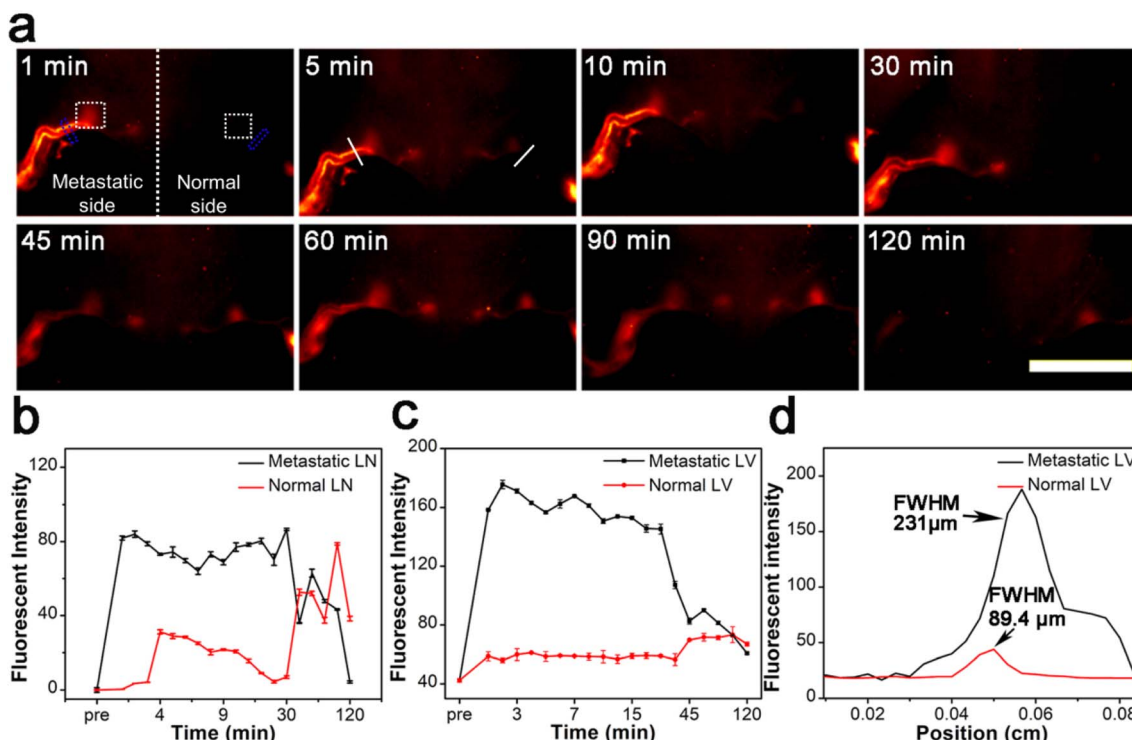 a
1 min
5 min
10 min
30 min
Metastatic side
Normal side
45 min
60 min
90 min
120 min
b
Fluorescent Intensity
120
80
40
0
Metastatic LN
Normal LN
pre 4 9 30 120
Time (min)
c
Fluorescent Intensity
200
160
120
80
40
Metastatic LV
Normal LV
pre 3 7 15 45 120
Time (min)
d
Fluorescent intensity
200
150
100
50
0
Metastatic LV
Normal LV
FWHM
231μm
FWHM
89.4 μm
0.02 0.04 0.06 0.08
Position (cm)